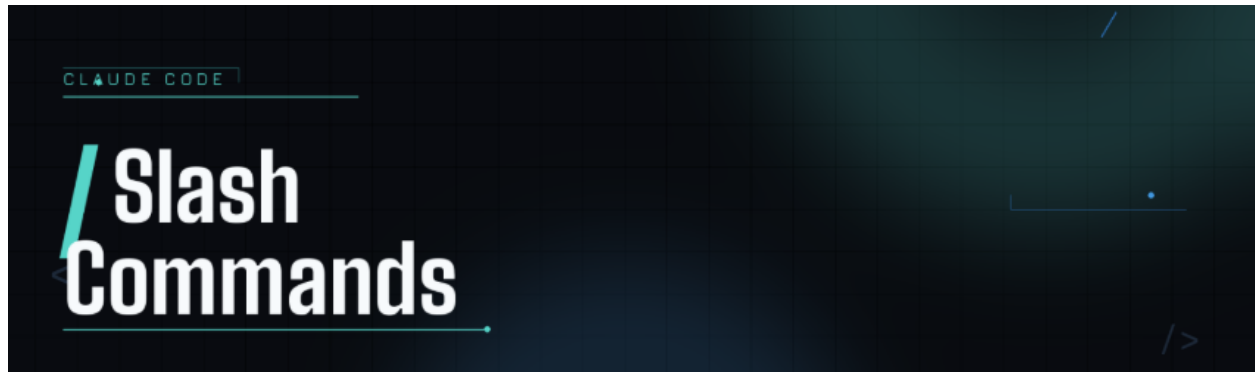 CLAUDE CODE
/ Slash
Commands
<
/
/>